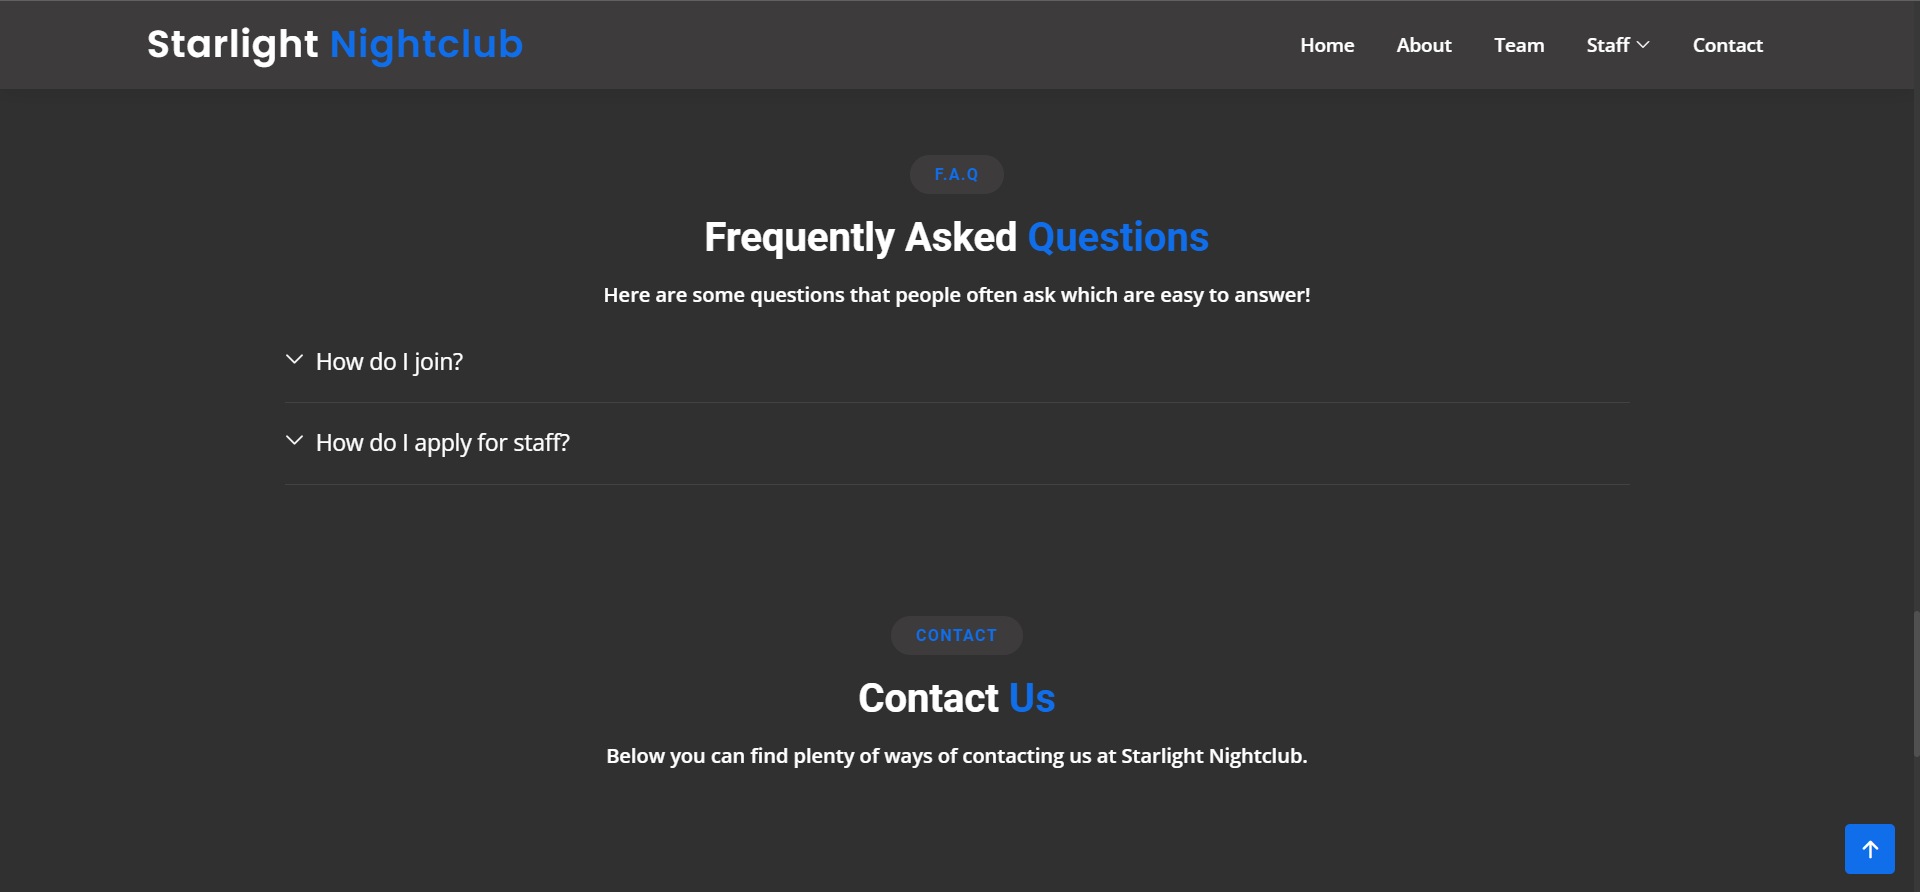 Starlight Nightclub
Home About Team Staff Contact
F.A.Q
Frequently Asked Questions
Here are some questions that people often ask which are easy to answer!
How do I join?
How do I apply for staff?
CONTACT
Contact Us
Below you can find plenty of ways of contacting us at Starlight Nightclub.